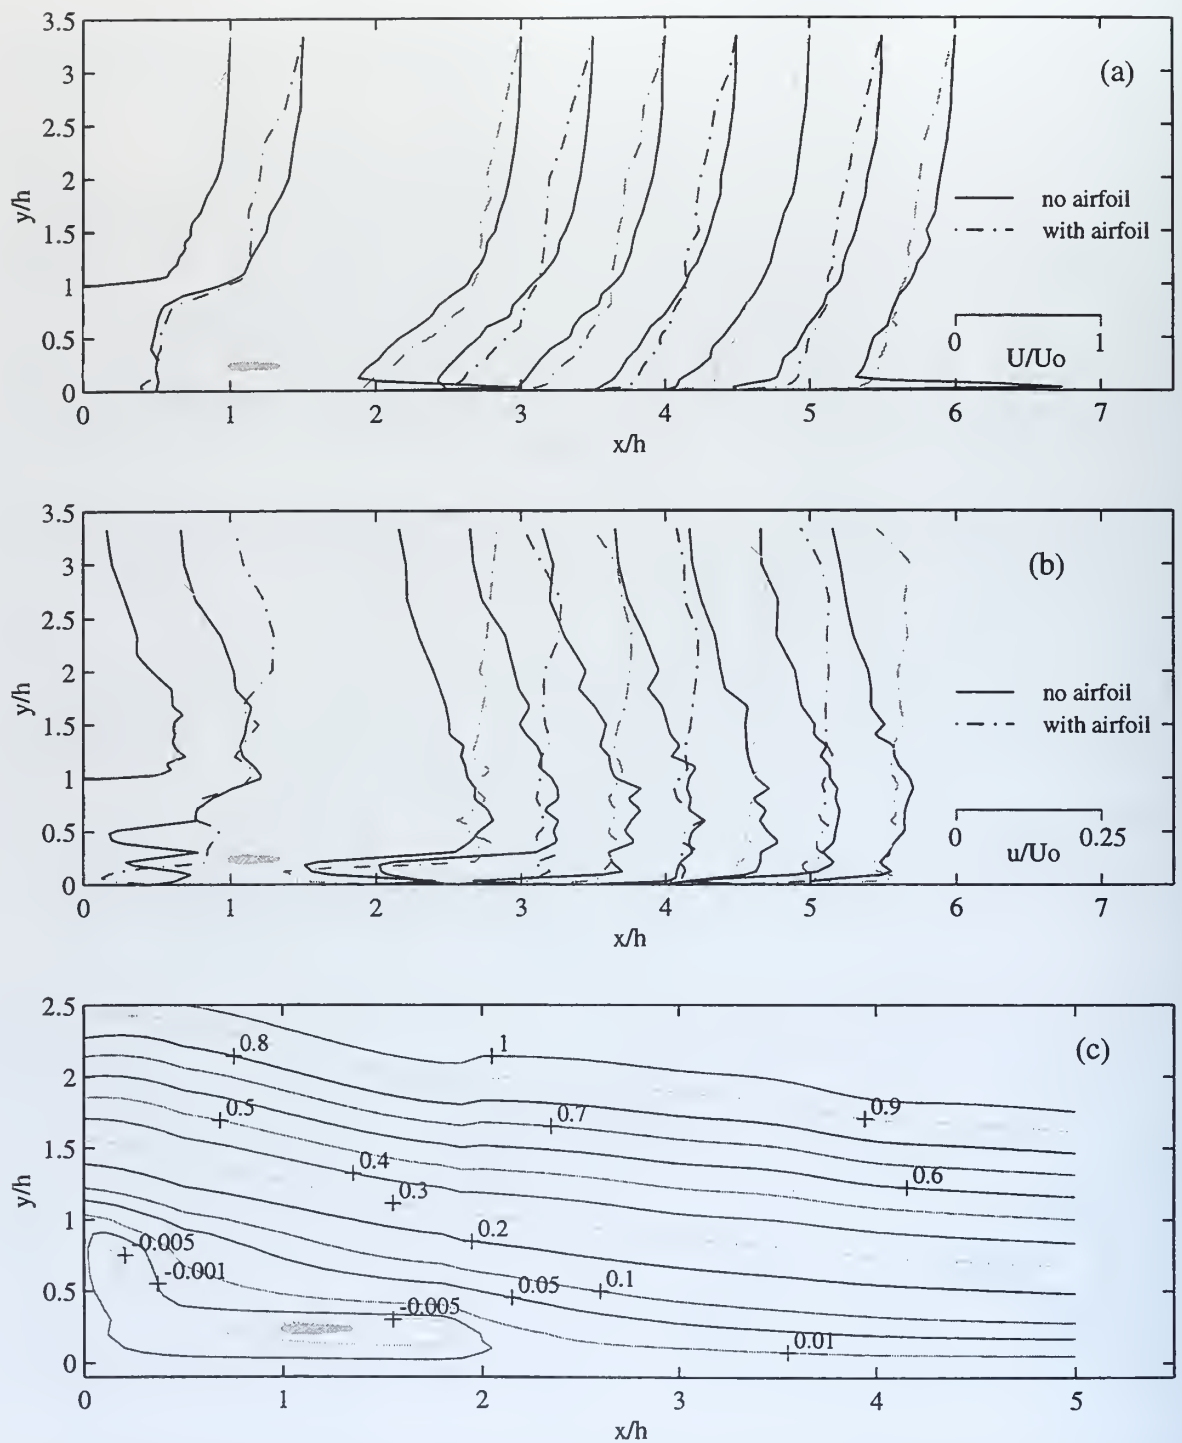 3.5
3
2.5
2
1.5
1
0.5
0
y/h
(a)
no airfoil
with airfoil
0 1
U/Uo
0 1 2 3 4 5 6 7
x/h
3.5
3
2.5
2
1.5
1
0.5
0
y/h
(b)
no airfoil
with airfoil
0 0.25
u/Uo
0 1 2 3 4 5 6 7
x/h
2.5
2
1.5
1
0.5
0
y/h
(c)
0.8
1
0.5
0.7
0.9
0.4
0.6
0.3
0.2
-0.005
-0.001
0.1
0.05
-0.005
0.01
0 1 2 3 4 5
x/h